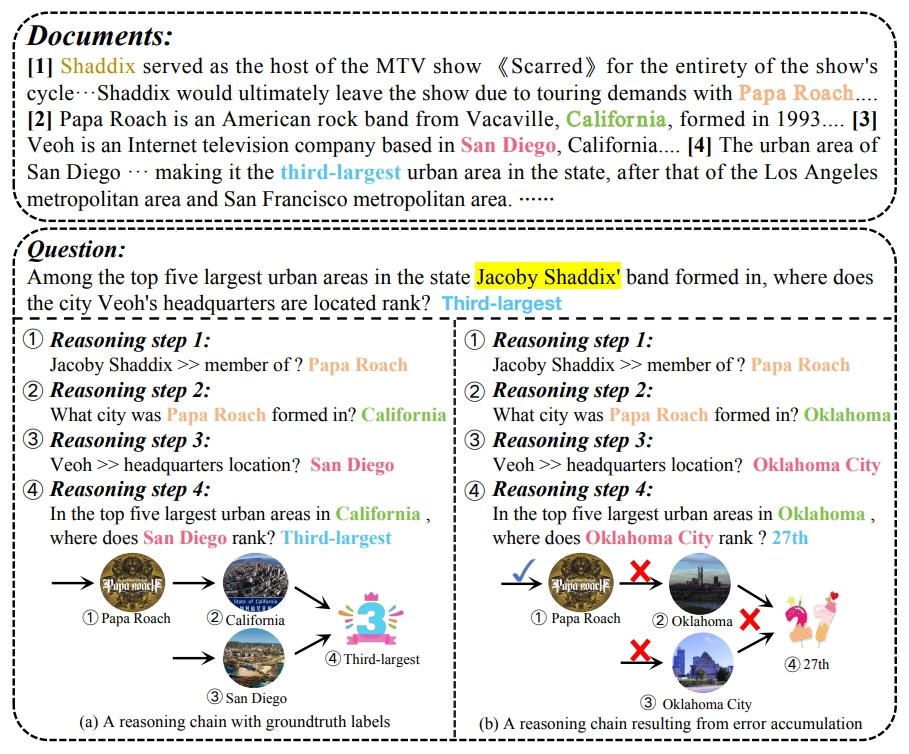 Documents:
[1] Shaddix served as the host of the MTV show 《Scarred》 for the entirety of the show's
cycle···Shaddix would ultimately leave the show due to touring demands with Papa Roach....
[2] Papa Roach is an American rock band from Vacaville, California, formed in 1993.... [3]
Veoh is an Internet television company based in San Diego, California.... [4] The urban area of
San Diego ··· making it the third-largest urban area in the state, after that of the Los Angeles
metropolitan area and San Francisco metropolitan area. ······
Question:
Among the top five largest urban areas in the state Jacoby Shaddix' band formed in, where does
the city Veoh's headquarters are located rank? Third-largest
① Reasoning step 1:
Jacoby Shaddix >> member of ? Papa Roach
② Reasoning step 2:
What city was Papa Roach formed in? California
③ Reasoning step 3:
Veoh >> headquarters location? San Diego
④ Reasoning step 4:
In the top five largest urban areas in California ,
where does San Diego rank? Third-largest
PAPA ROACH
① Papa Roach
State of California
② California
③ San Diego
3
④ Third-largest
(a) A reasoning chain with groundtruth labels
① Reasoning step 1:
Jacoby Shaddix >> member of ? Papa Roach
② Reasoning step 2:
What city was Papa Roach formed in? Oklahoma
③ Reasoning step 3:
Veoh >> headquarters location? Oklahoma City
④ Reasoning step 4:
In the top five largest urban areas in Oklahoma ,
where does Oklahoma City rank ? 27th
PAPA ROACH
① Papa Roach
② Oklahoma
③ Oklahoma City
27
④ 27th
(b) A reasoning chain resulting from error accumulation